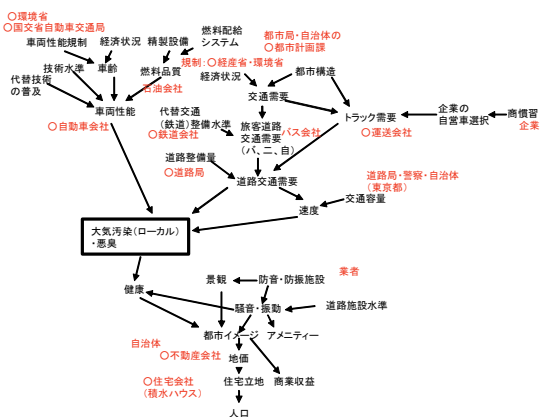 〇環境省
〇国交省自動車交通局
車両性能規制
経済状況
精製設備
燃料配給
システム
都市局・自治体の
〇都市計画課
技術水準
車齢
燃料品質
規制：〇経産省・環境省
代替技術
の普及
石油会社
経済状況
都市構造
車両性能
交通需要
〇自動車会社
代替交通
（鉄道）整備水準
〇鉄道会社
旅客道路
交通需要
（バ、二、自）
バス会社
トラック需要
〇運送会社
企業の
自営車選択
商慣習
企業
道路整備量
〇道路局
道路交通需要
道路局・警察・自治体
（東京都）
交通容量
速度
大気汚染（ローカル）
・悪臭
健康
景観
防音・防振施設
業者
騒音・振動
道路施設水準
都市イメージ
アメニティー
自治体
〇不動産会社
地価
〇住宅会社
（積水ハウス）
住宅立地
商業収益
人口